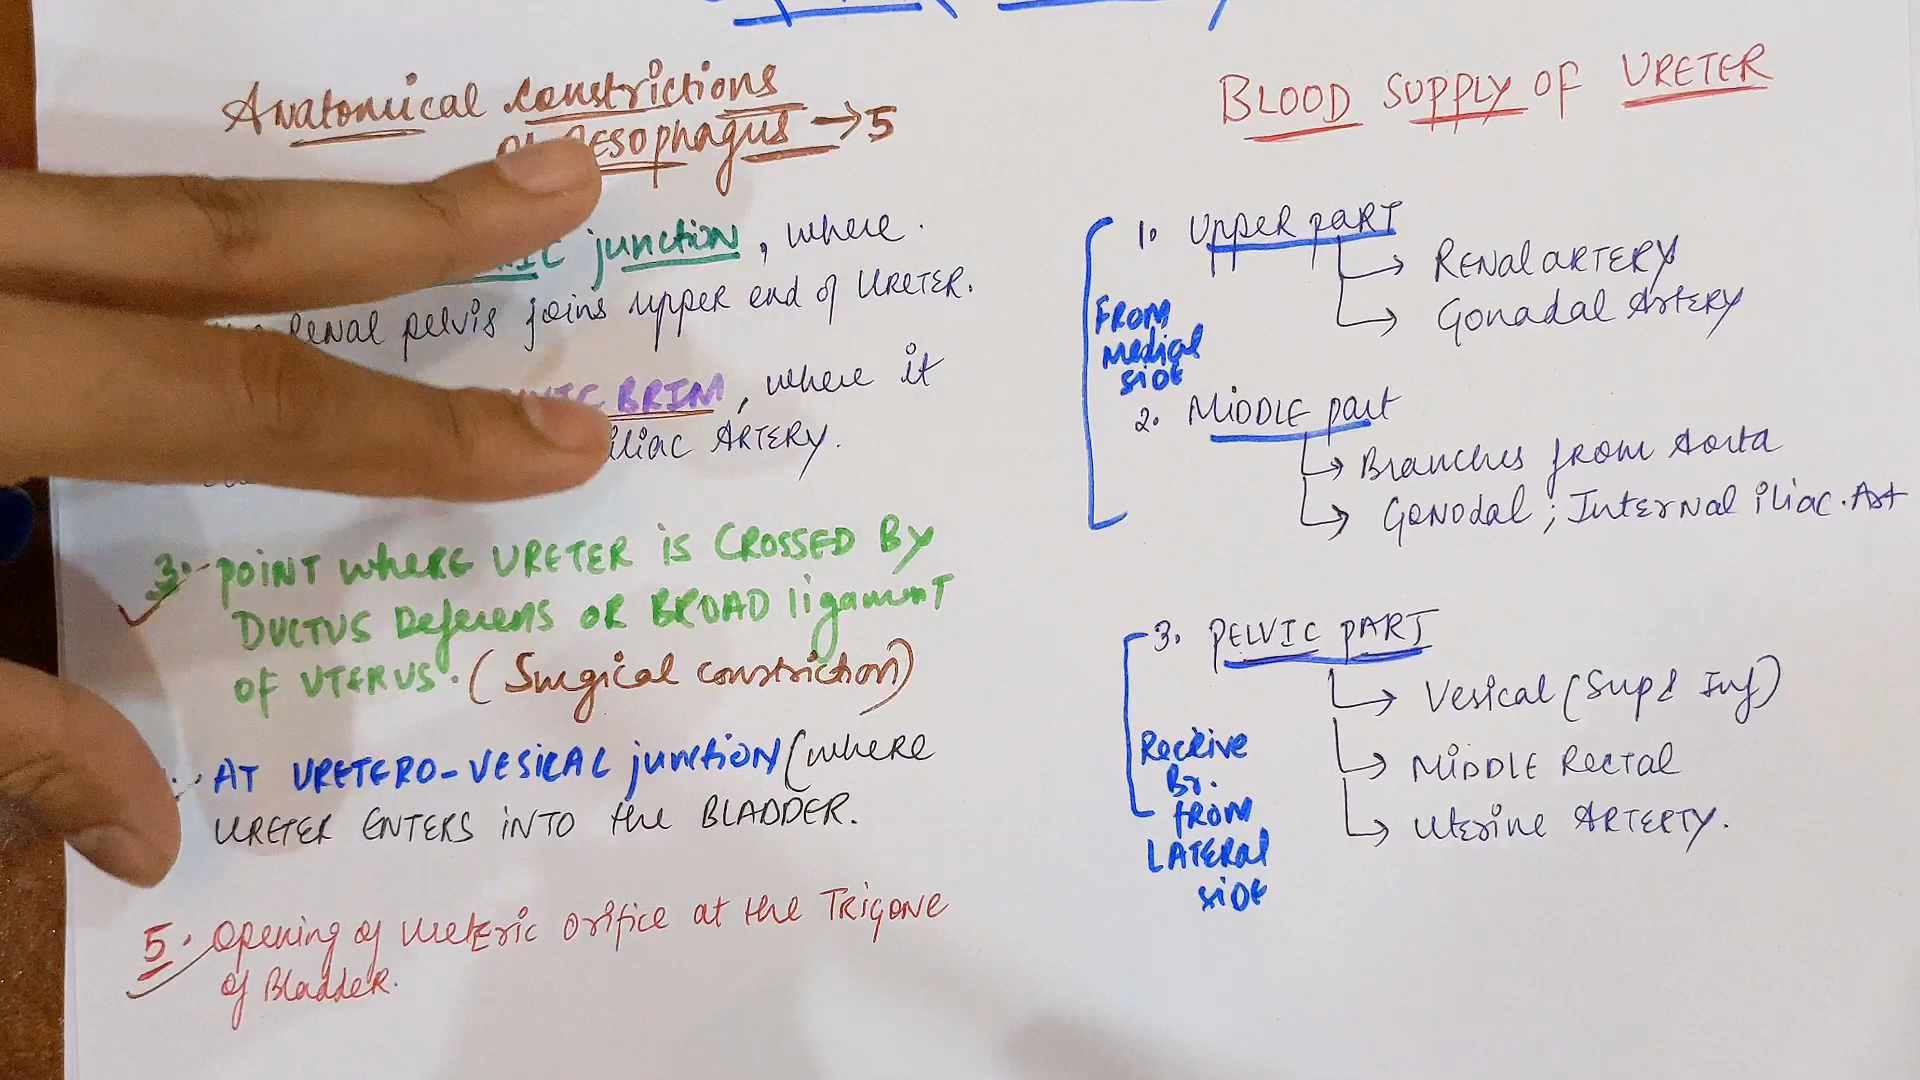 Anatomical constrictions
Oesophagus → 5
junction, where
Renal pelvis joins upper end of URETER.
BRIM, where it
iliac ARTERY.
3. POINT where URETER is CROSSED By
DUCTUS Deferens OR BROAD ligament
OF UTERUS. (Surgical constriction)
AT URETERO-VESICAL junction (where
URETER ENTERS iNTO the BLADDER.
5. Opening of ureteric orifice at the TRIGONE
of Bladder.
BLOOD SUPPLY OF URETER
1. Upper paRT
→ RENal aRTERY
→ Gonadal Artery
FROM
Medical
SiDE
2. MiDDLE part
→ Branches from Aorta
→ Gonodal ; Internal iliac. Art
3. PELVIC PART
→ Vesical (Sup & Inf)
→ MiDDLE Rectal
→ Uterine ARTERTY.
Receive
Br.
fROM
LATERal
siDE